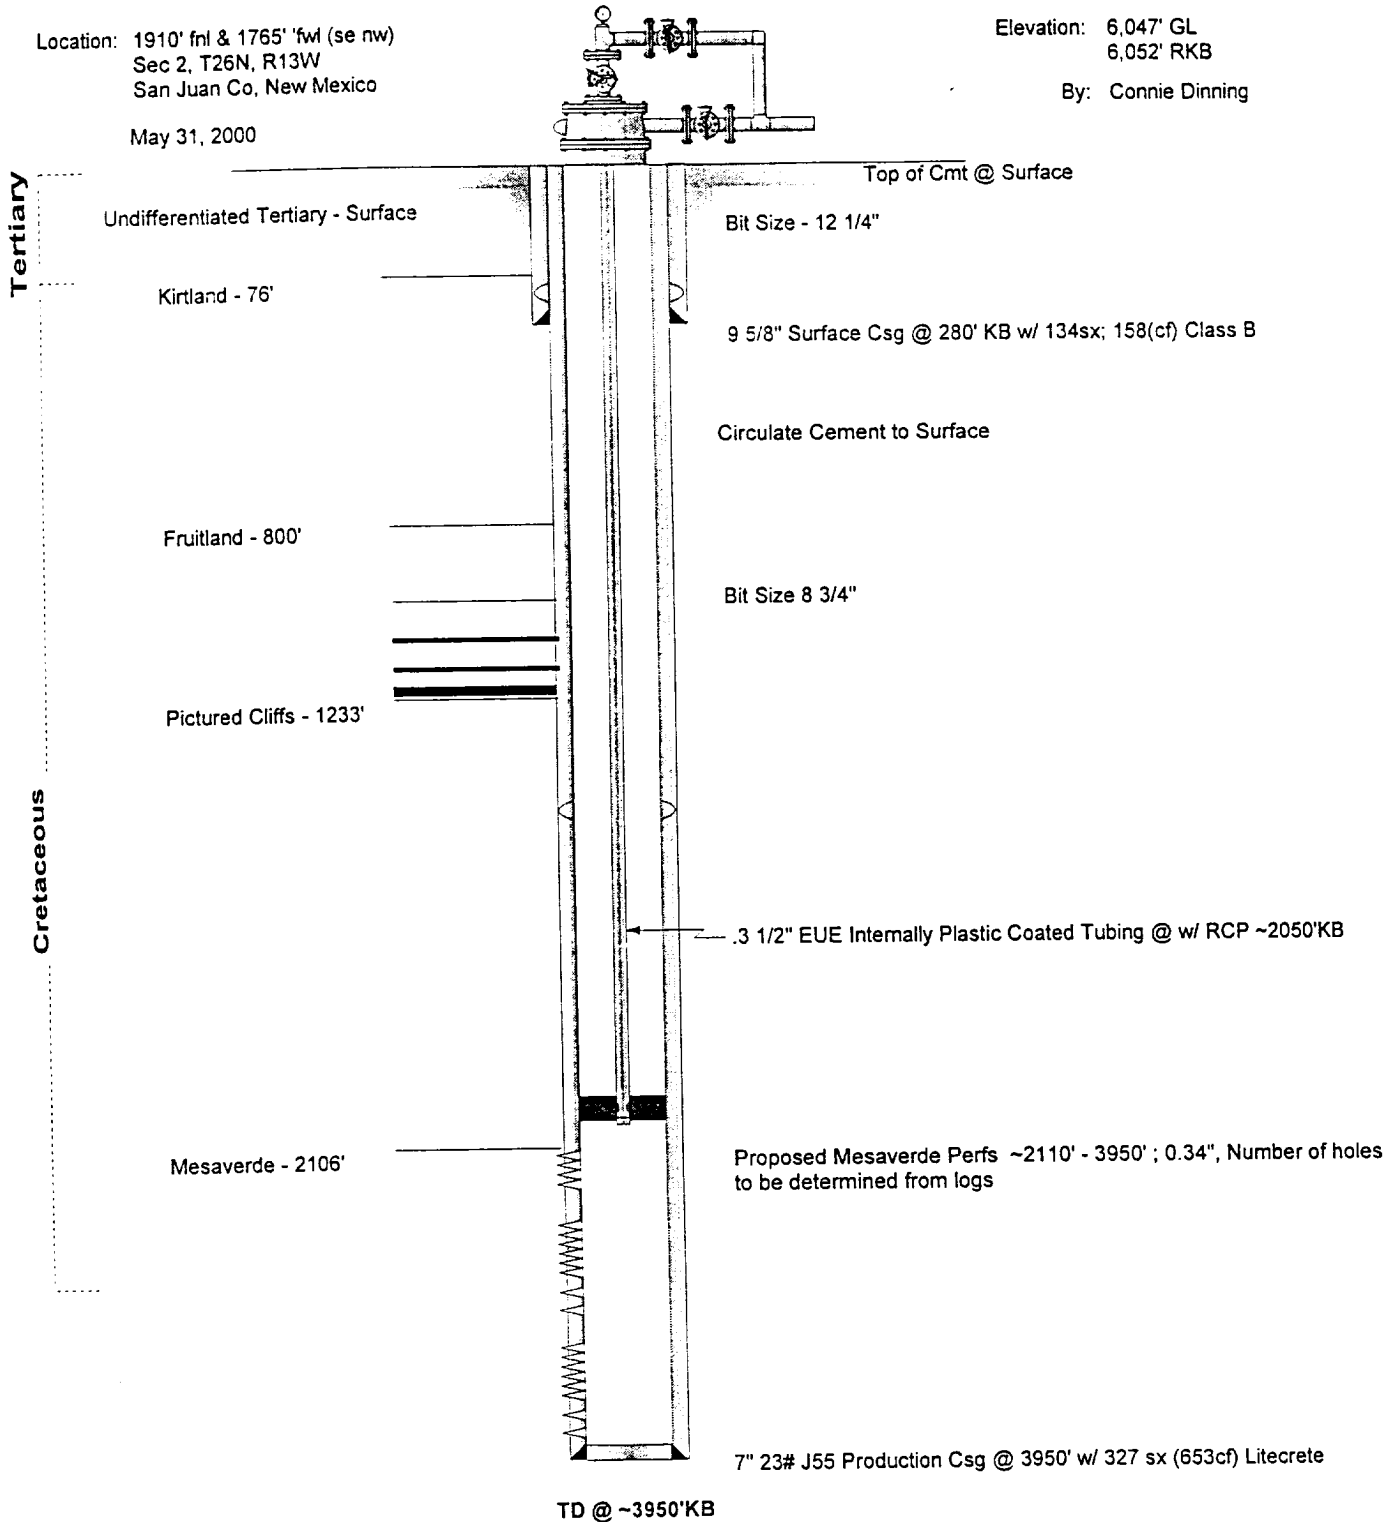 Location: 1910' fnl & 1765' 'fwl (se nw)
Sec 2, T26N, R13W
San Juan Co, New Mexico
May 31, 2000
Elevation: 6,047' GL
6,052' RKB
By: Connie Dinning
Top of Cmt @ Surface
Tertiary
Undifferentiated Tertiary - Surface
Bit Size - 12 1/4"
Kirtland - 76'
9 5/8" Surface Csg @ 280' KB w/ 134sx; 158(cf) Class B
Circulate Cement to Surface
Fruitland - 800'
Bit Size 8 3/4"
Pictured Cliffs - 1233'
Cretaceous
.3 1/2" EUE Internally Plastic Coated Tubing @ w/ RCP ~2050'KB
Mesaverde - 2106'
Proposed Mesaverde Perfs ~2110' - 3950' ; 0.34", Number of holes
to be determined from logs
7" 23# J55 Production Csg @ 3950' w/ 327 sx (653cf) Litecrete
TD @ ~3950'KB